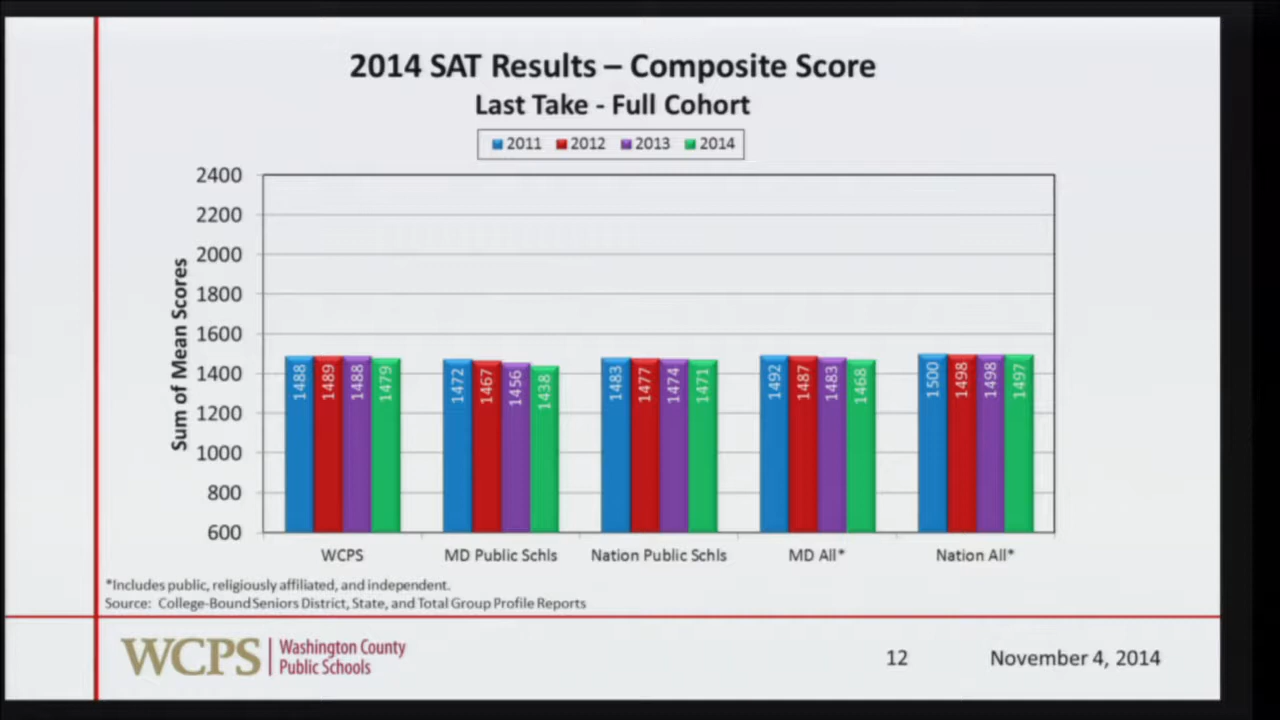 2014 SAT Results – Composite Score
Last Take - Full Cohort
2011 2012 2013 2014
Sum of Mean Scores
2400
2200
2000
1800
1600
1400
1200
1000
800
600
1488 1489 1488 1479 1472 1467 1456 1438 1483 1477 1474 1471 1492 1487 1483 1468 1500 1498 1498 1497
WCPS MD Public Schls Nation Public Schls MD All* Nation All*
*Includes public, religiously affiliated, and independent.
Source: College-Bound Seniors District, State, and Total Group Profile Reports
WCPS
Washington County
Public Schools
12
November 4, 2014